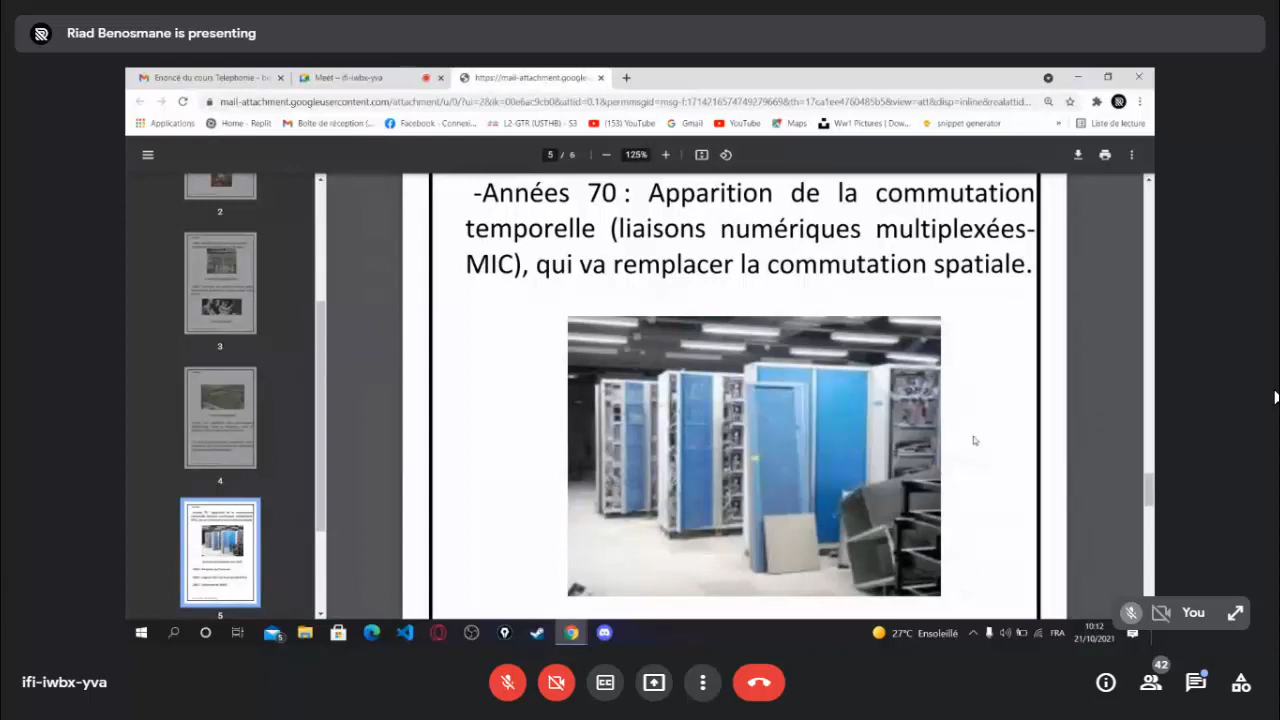 Riad Benosmane is presenting
Enoncé du cours Telephonie - be
Meet – ifi-iwbx-yva
https://mail-attachment.google
mail-attachment.googleusercontent.com/attachment/u/0/?ui=2&ik=00e6ac9cb0&attid=0.1&permmsgid=msg-f:1714216574749279669&th=17ca1ee4760485b5&view=att&disp=inline&realattid...
Applications
Home - Replit
Boîte de réception (...
Facebook - Connexi...
L2-GTR (USTHB) - S3
(153) YouTube
Gmail
YouTube
Maps
Ww1 Pictures | Dow...
snippet generator
»
Liste de lecture
5 / 6
125%
-Années 70 : Apparition de la commutation
temporelle (liaisons numériques multiplexées-
MIC), qui va remplacer la commutation spatiale.
2
3
4
5
You
27°C Ensoleillé
FRA
10:12
21/10/2021
ifi-iwbx-yva
42